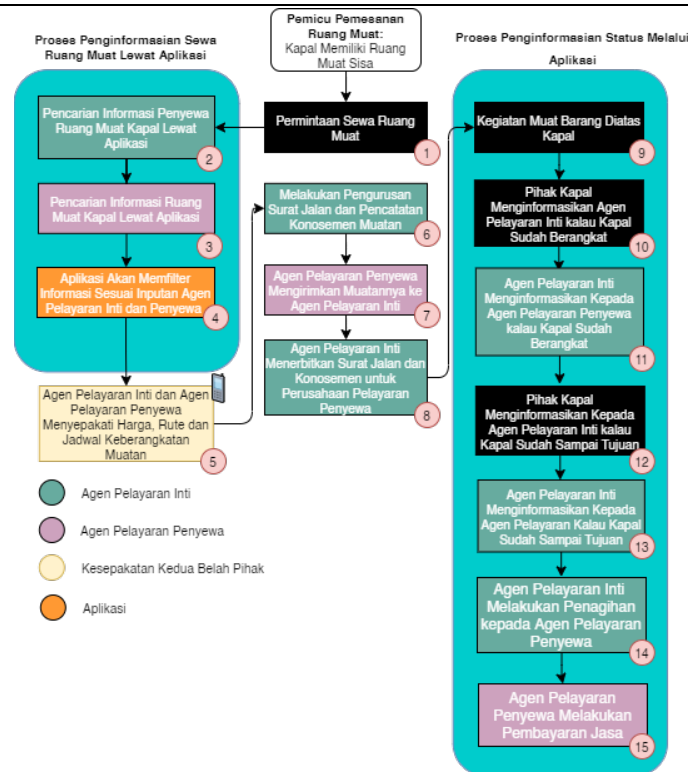 Proses Penginformasian Sewa
Ruang Muat Lewat Aplikasi
Pemicu Pemesanan
Ruang Muat:
Kapal Memiliki Ruang
Muat Sisa
Proses Penginformasian Status Melalui
Aplikasi
Permintaan Sewa Ruang
Muat
1
Pencarian Informasi Penyewa
Ruang Muat Kapal Lewat
Aplikasi
2
Pencarian Informasi Ruang
Muat Kapal Lewat Aplikasi
3
Aplikasi Akan Memfilter
Informasi Sesuai Inputan Agen
Pelayaran Inti dan Penyewa
4
Agen Pelayaran Inti dan Agen
Pelayaran Penyewa
Menyepakati Harga, Rute dan
Jadwal Keberangkatan
Muatan
5
Melakukan Pengurusan
Surat Jalan dan Pencatatan
Konosemen Muatan
6
Agen Pelayaran Penyewa
Mengirimkan Muatannya ke
Agen Pelayaran Inti
7
Agen Pelayaran Inti
Menerbitkan Surat Jalan dan
Konosemen untuk
Perusahaan Pelayaran
Penyewa
8
Kegiatan Muat Barang Diatas
Kapal
9
Pihak Kapal
Menginformasikan Agen
Pelayaran Inti kalau Kapal
Sudah Berangkat
10
Agen Pelayaran Inti
Menginformasikan Kepada
Agen Pelayaran Penyewa
kalau Kapal Sudah
Berangkat
11
Pihak Kapal
Menginformasikan Kepada
Agen Pelayaran Inti kalau
Kapal Sudah Sampai Tujuan
12
Agen Pelayaran Inti
Menginformasikan Kepada
Agen Pelayaran Kalau Kapal
Sudah Sampai Tujuan
13
Agen Pelayaran Inti
Melakukan Penagihan
kepada Agen Pelayaran
Penyewa
14
Agen Pelayaran
Penyewa Melakukan
Pembayaran Jasa
15
Agen Pelayaran Inti
Agen Pelayaran Penyewa
Kesepakatan Kedua Belah Pihak
Aplikasi